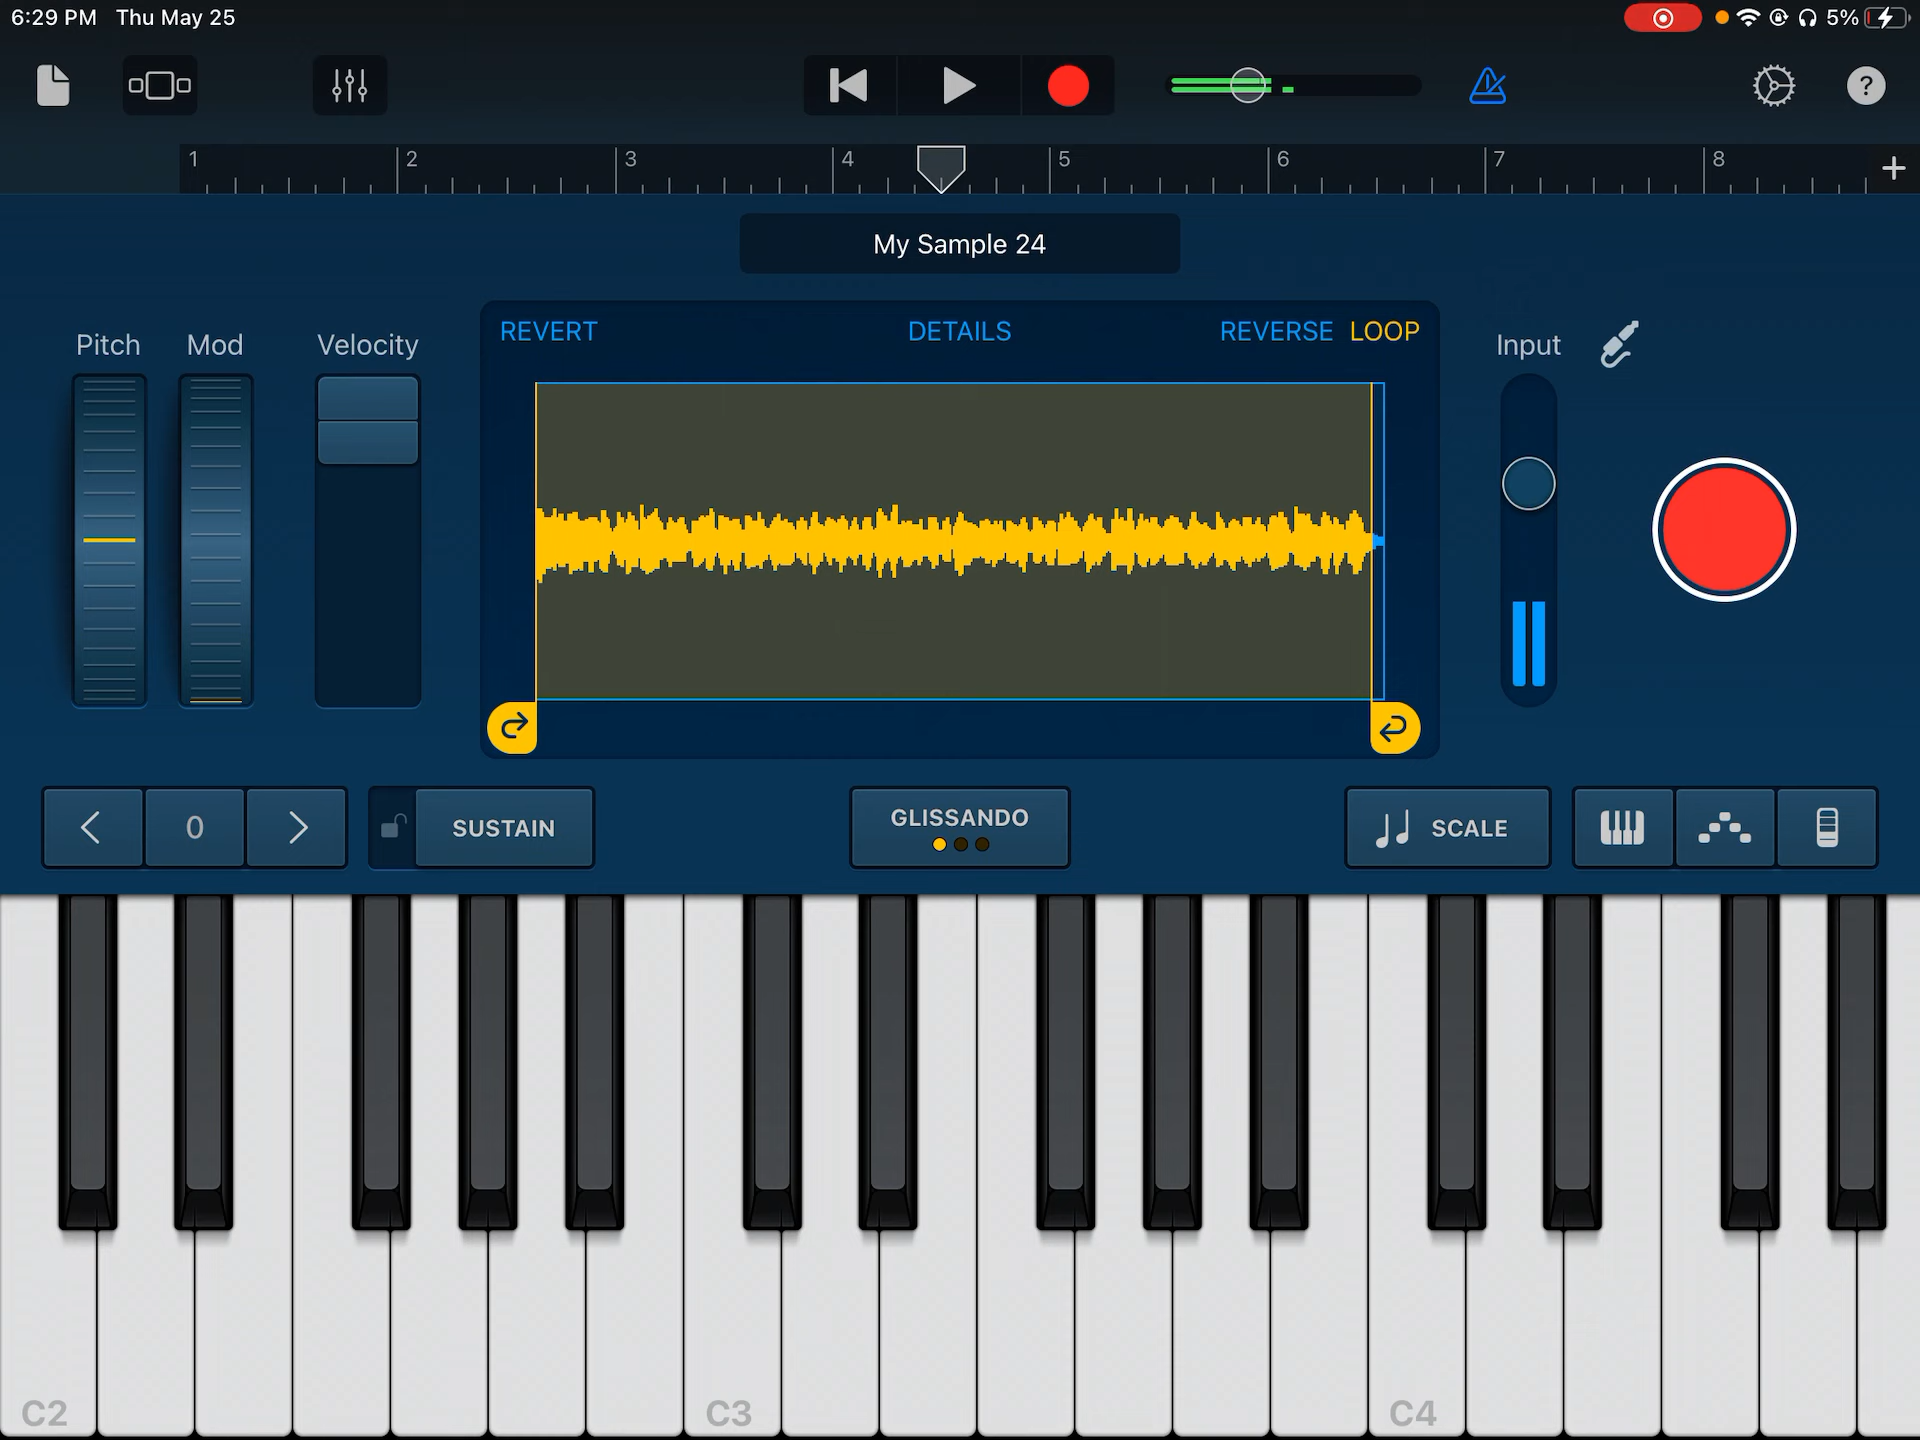 6:29 PM Thu May 25
5%
?
1 2 3 4 5 6 7 8
My Sample 24
Pitch Mod Velocity
REVERT DETAILS REVERSE LOOP
Input
0 SUSTAIN GLISSANDO SCALE
C2 C3 C4